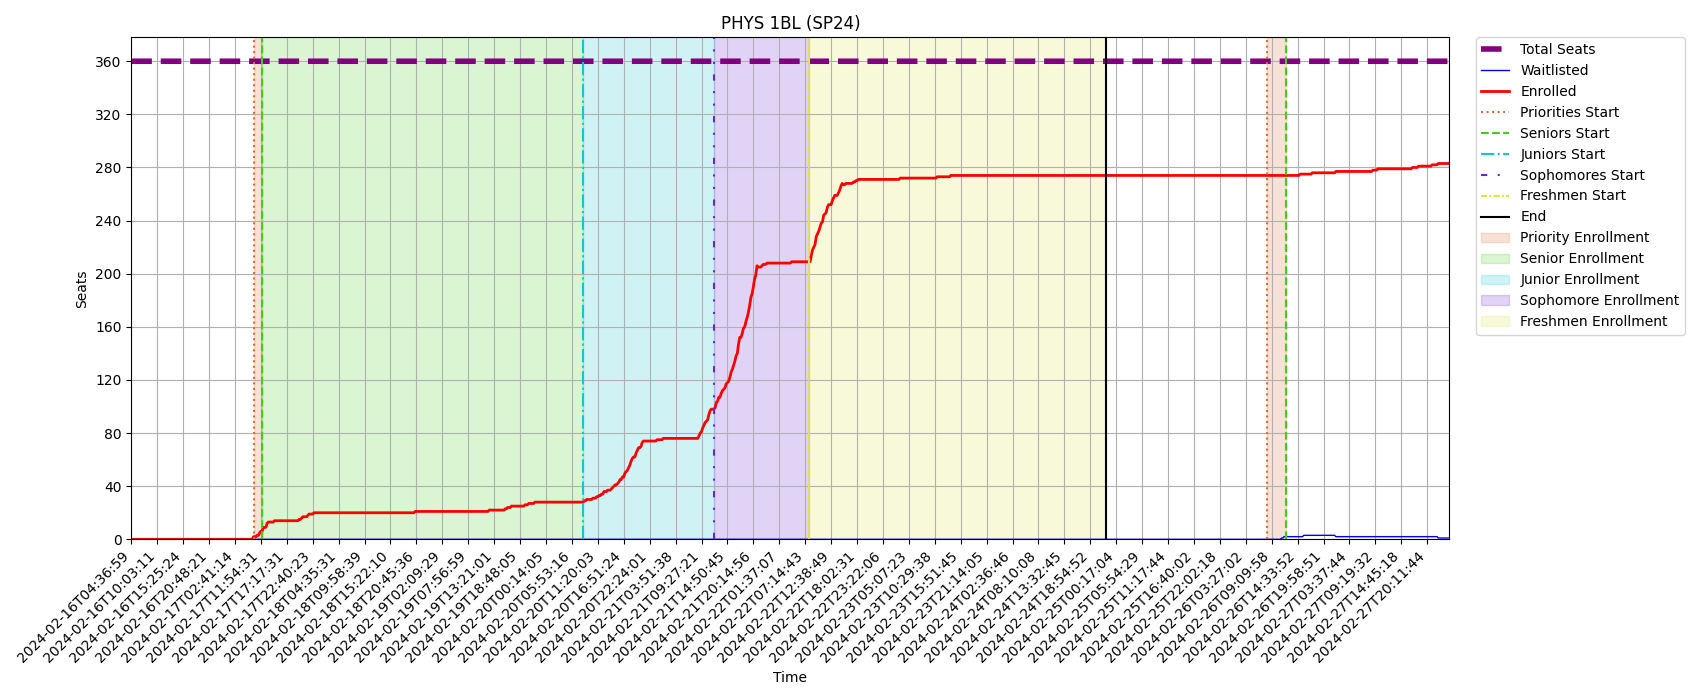 PHYS 1BL (SP24)
Seats
360
320
280
240
200
160
120
80
40
0
2024-02-16T04:36:59
2024-02-16T10:03:11
2024-02-16T15:25:24
2024-02-16T20:48:21
2024-02-17T02:41:14
2024-02-17T11:54:31
2024-02-17T17:17:31
2024-02-17T22:40:23
2024-02-18T04:35:31
2024-02-18T09:58:39
2024-02-18T15:22:10
2024-02-18T20:45:36
2024-02-19T02:09:29
2024-02-19T07:56:59
2024-02-19T13:21:01
2024-02-19T18:48:05
2024-02-20T00:14:05
2024-02-20T05:53:16
2024-02-20T11:20:03
2024-02-20T16:51:24
2024-02-20T22:24:01
2024-02-21T03:51:38
2024-02-21T09:27:21
2024-02-21T14:50:45
2024-02-21T20:14:56
2024-02-22T01:37:07
2024-02-22T07:14:43
2024-02-22T12:38:49
2024-02-22T18:02:31
2024-02-22T23:22:06
2024-02-23T05:07:23
2024-02-23T10:29:38
2024-02-23T15:51:45
2024-02-23T21:14:05
2024-02-24T02:36:46
2024-02-24T08:10:08
2024-02-24T13:32:45
2024-02-24T18:54:52
2024-02-25T00:17:04
2024-02-25T05:54:29
2024-02-25T11:17:44
2024-02-25T16:40:02
2024-02-25T22:02:18
2024-02-26T03:27:02
2024-02-26T09:09:58
2024-02-26T14:33:52
2024-02-26T19:58:51
2024-02-27T03:37:44
2024-02-27T09:19:32
2024-02-27T14:45:18
2024-02-27T20:11:44
Time
Total Seats
Waitlisted
Enrolled
Priorities Start
Seniors Start
Juniors Start
Sophomores Start
Freshmen Start
End
Priority Enrollment
Senior Enrollment
Junior Enrollment
Sophomore Enrollment
Freshmen Enrollment